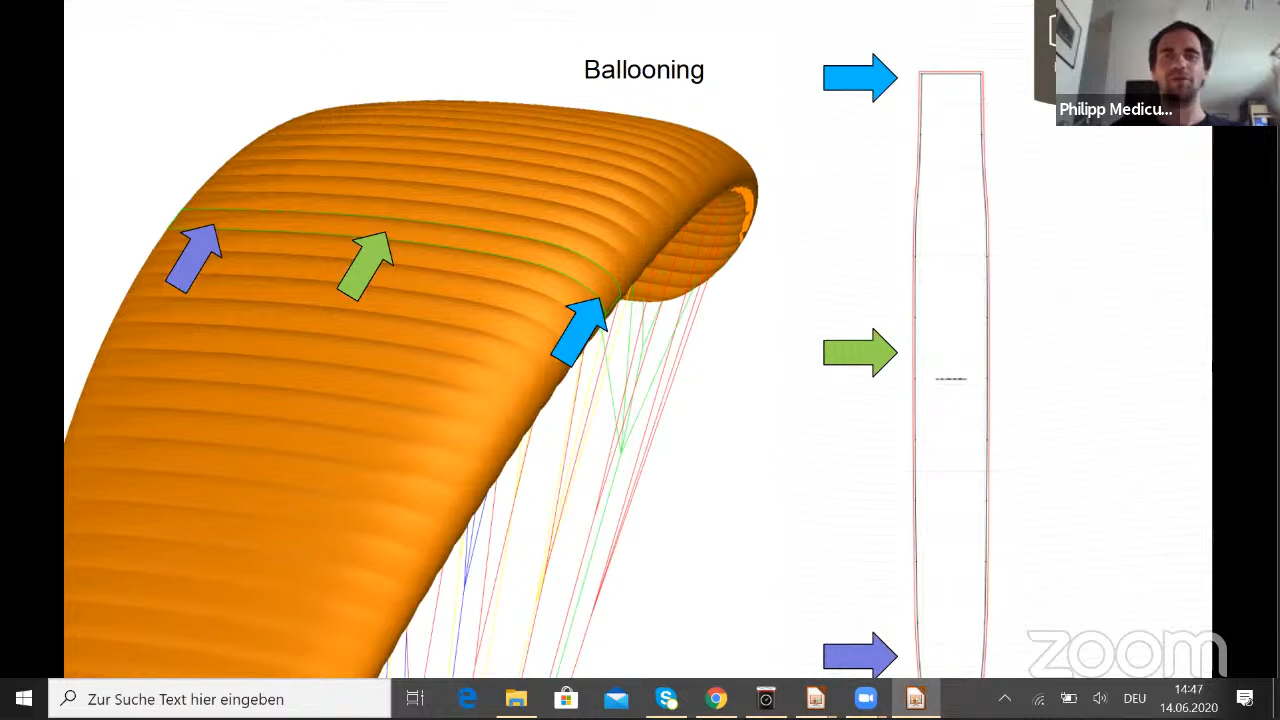 Ballooning
Philipp Medicu...
zoom
Zur Suche Text hier eingeben
DEU
14:47
14.06.2020